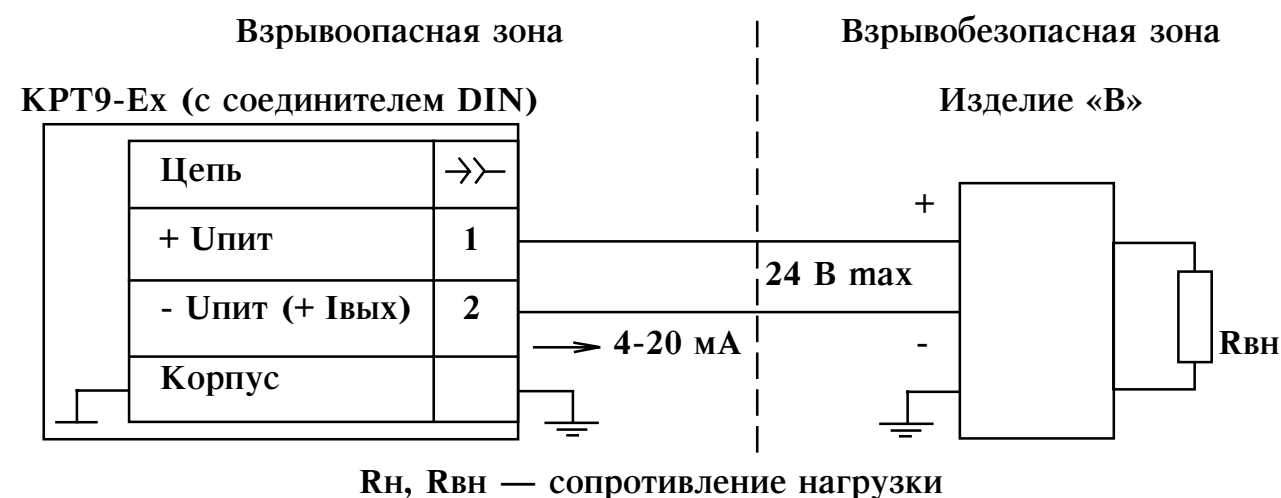 Взрывоопасная зона
Взрывобезопасная зона
КРТ9-Ех (с соединителем DIN)
Изделие «В»
Цепь
+
+ Uпит 1
24 В max
- Uпит (+ Iвых) 2
4-20 мА
-
Rвн
Корпус
Rн, Rвн — сопротивление нагрузки